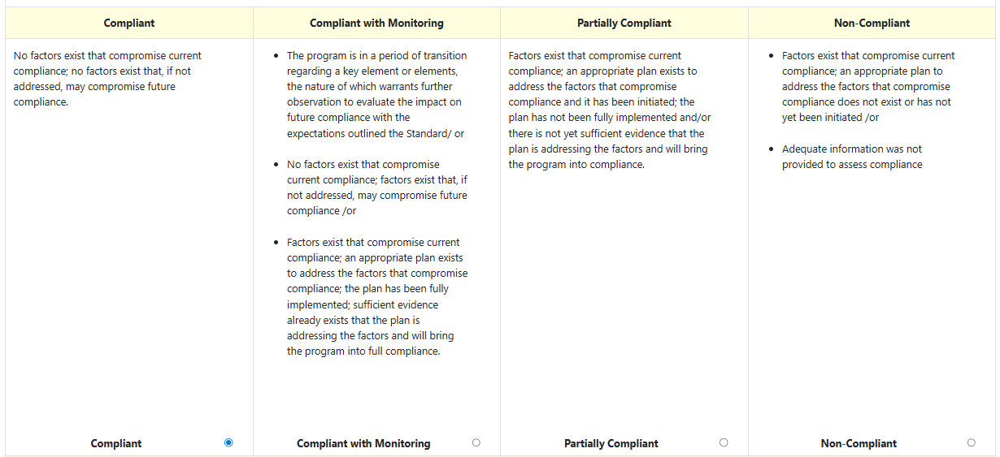 Compliant
Compliant with Monitoring
Partially Compliant
Non-Compliant
No factors exist that compromise current
compliance; no factors exist that, if not
addressed, may compromise future
compliance.
• The program is in a period of transition
regarding a key element or elements,
the nature of which warrants further
observation to evaluate the impact on
future compliance with the
expectations outlined the Standard/ or
• No factors exist that compromise
current compliance; factors exist that, if
not addressed, may compromise future
compliance /or
• Factors exist that compromise current
compliance; an appropriate plan exists
to address the factors that compromise
compliance; the plan has been fully
implemented; sufficient evidence
already exists that the plan is
addressing the factors and will bring
the program into full compliance.
Factors exist that compromise current
compliance; an appropriate plan exists to
address the factors that compromise
compliance and it has been initiated; the
plan has not been fully implemented and/or
there is not yet sufficient evidence that the
plan is addressing the factors and will bring
the program into compliance.
• Factors exist that compromise current
compliance; an appropriate plan to
address the factors that compromise
compliance does not exist or has not
yet been initiated /or
• Adequate information was not
provided to assess compliance
Compliant
Compliant with Monitoring
Partially Compliant
Non-Compliant